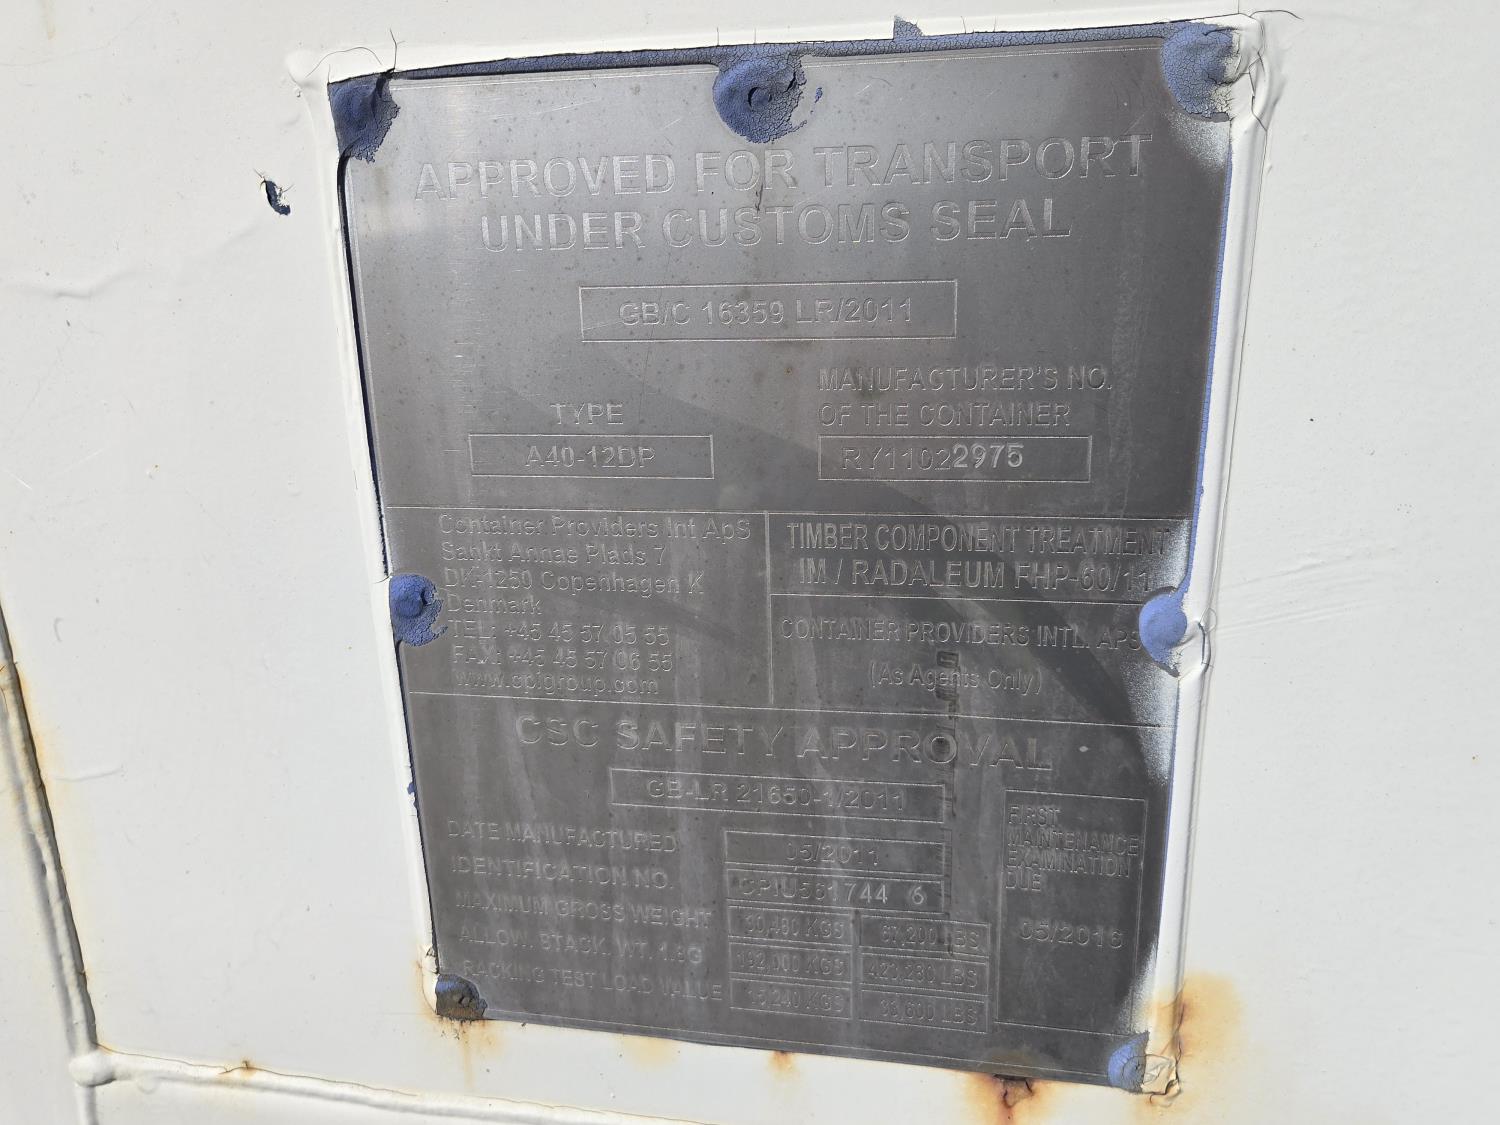 APPROVED FOR TRANSPORT
UNDER CUSTOMS SEAL
GB/C 16359 LR/2011
TYPE
A40-12DP
MANUFACTURER'S NO.
OF THE CONTAINER
RY11022975
Container Providers Int ApS
Sankt Annae Plads 7
DK-1250 Copenhagen K
Denmark
TEL: +45 45 57 05 55
FAX: +45 45 57 06 55
www.cpigroup.com
TIMBER COMPONENT TREATMENT
IM / RADALEUM FHP-60/11
CONTAINER PROVIDERS INTL. APS
(As Agents Only)
CSC SAFETY APPROVAL
GB-LR 21650-1/2011
DATE MANUFACTURED 05/2011
IDENTIFICATION NO. CPIU561744 6
MAXIMUM GROSS WEIGHT 30,480 KGS 67,200 LBS
ALLOW. STACK. WT. 1.8G 192,000 KGS 423,280 LBS
RACKING TEST LOAD VALUE 15,240 KGS 33,600 LBS
FIRST
MAINTENANCE
EXAMINATION
DUE
05/2016